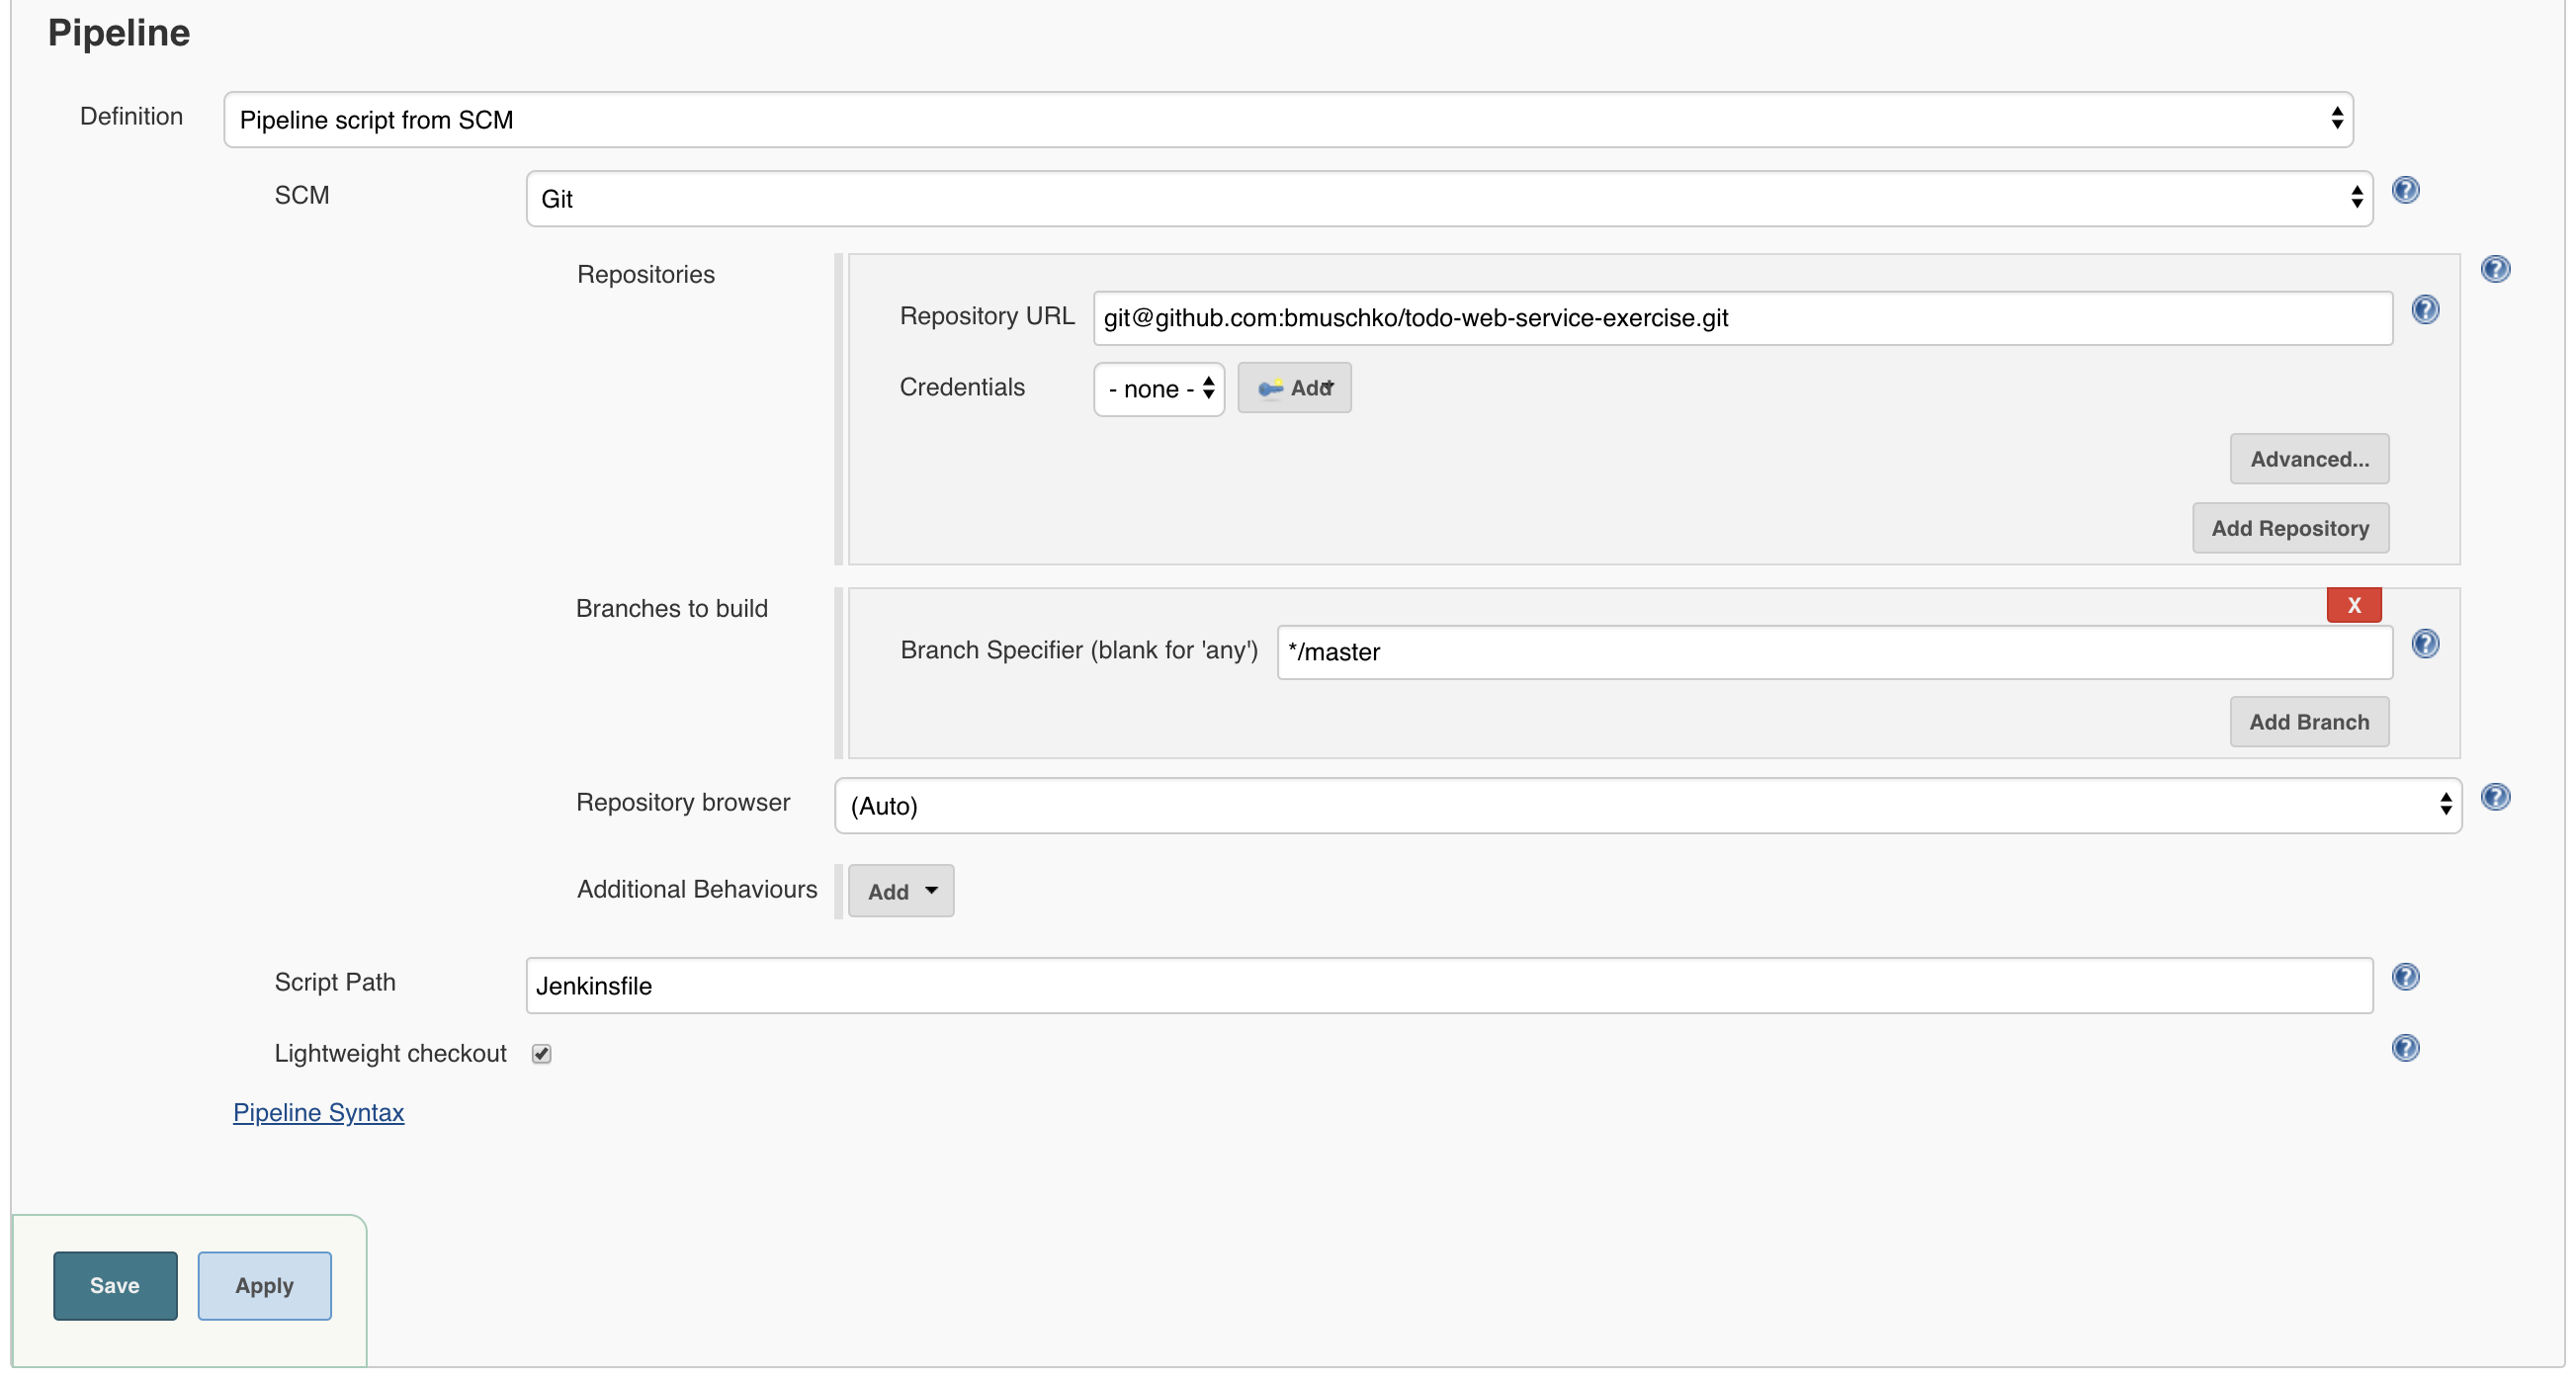 Pipeline
Definition
Pipeline script from SCM
SCM
Git
Repositories
Repository URL
git@github.com:bmuschko/todo-web-service-exercise.git
Credentials
- none -
Add
Advanced...
Add Repository
Branches to build
X
Branch Specifier (blank for 'any')
*/master
Add Branch
Repository browser
(Auto)
Additional Behaviours
Add
Script Path
Jenkinsfile
Lightweight checkout
Pipeline Syntax
Save
Apply